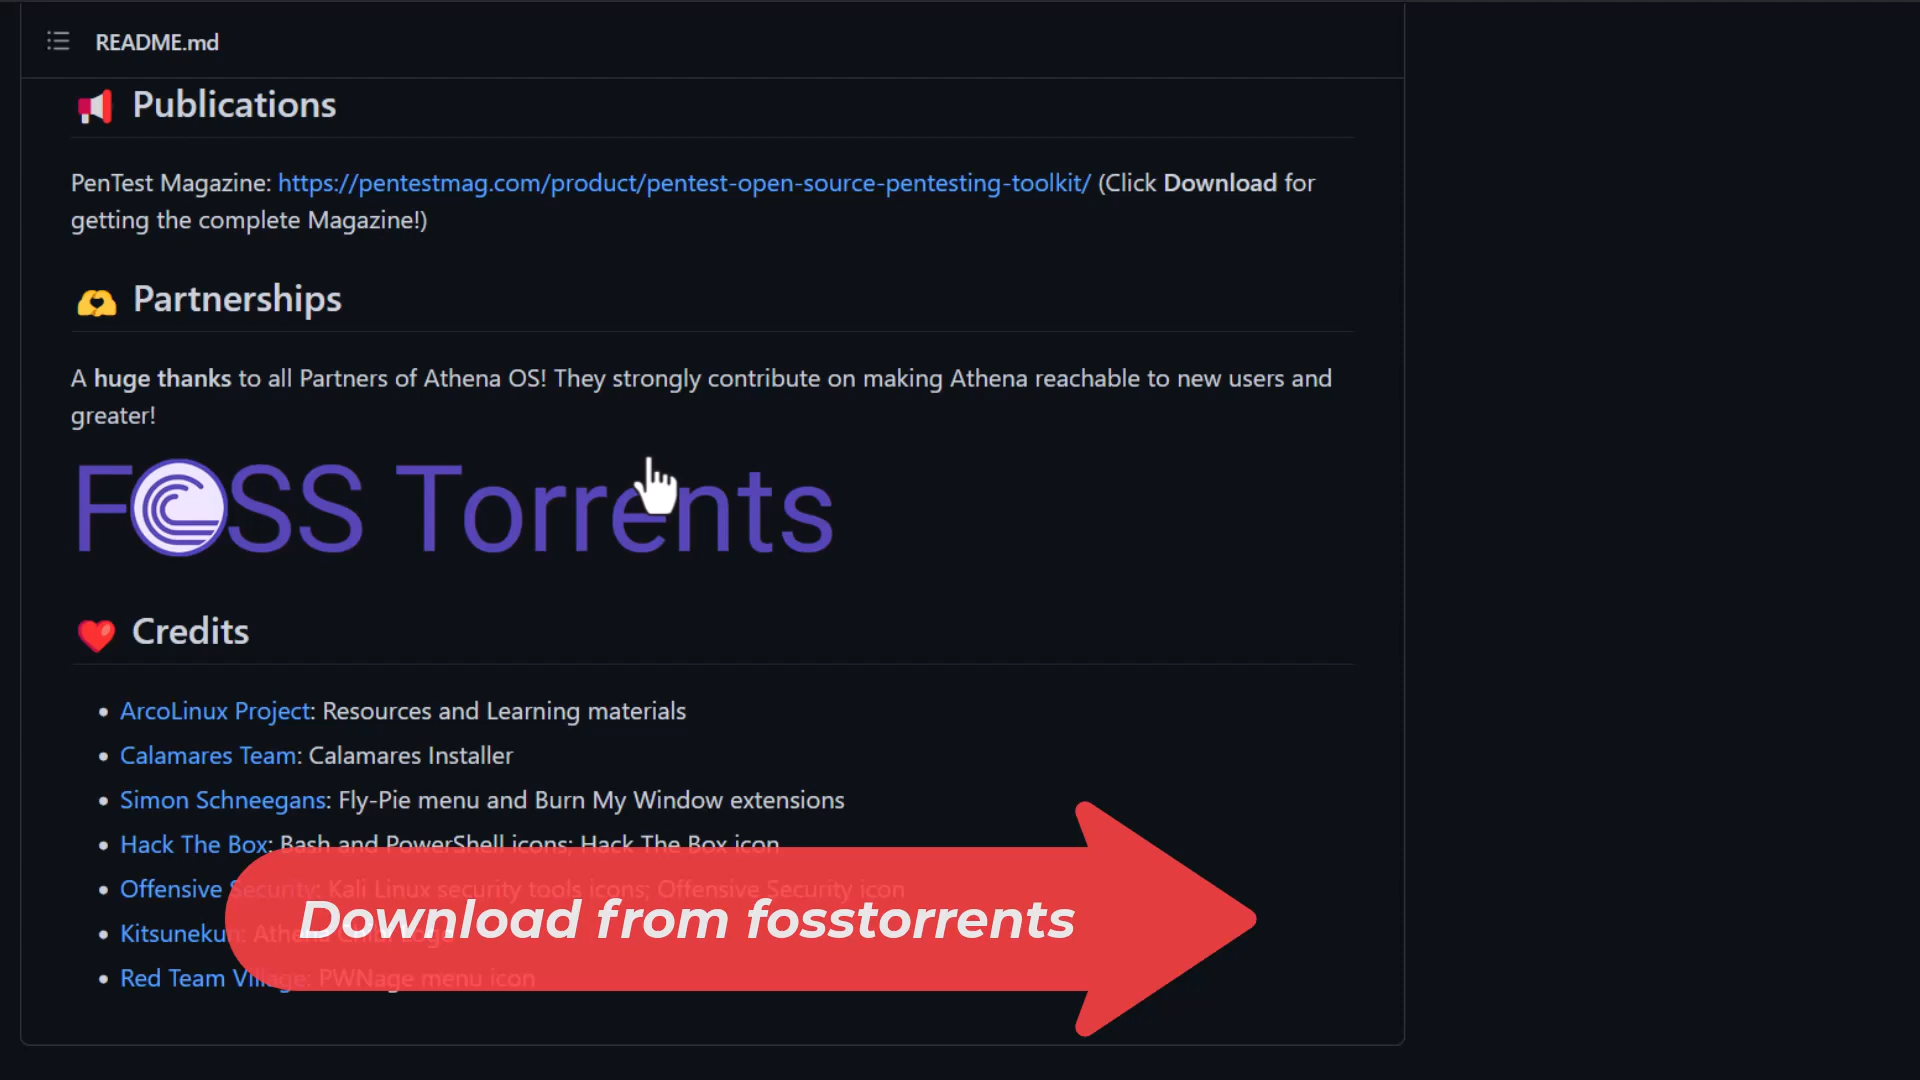 README.md
Publications
PenTest Magazine: https://pentestmag.com/product/pentest-open-source-pentesting-toolkit/ (Click Download for
getting the complete Magazine!)
Partnerships
A huge thanks to all Partners of Athena OS! They strongly contribute on making Athena reachable to new users and
greater!
FOSS Torrents
Credits
ArcoLinux Project: Resources and Learning materials
Calamares Team: Calamares Installer
Simon Schneegans: Fly-Pie menu and Burn My Window extensions
Hack The Box: Bash and PowerShell icons; Hack The Box icon
Offensive Security: Kali Linux security tools icons; Offensive Security icon
Kitsunekun: Athena Chibi Logo
Red Team Village: PWNage menu icon
Download from fosstorrents